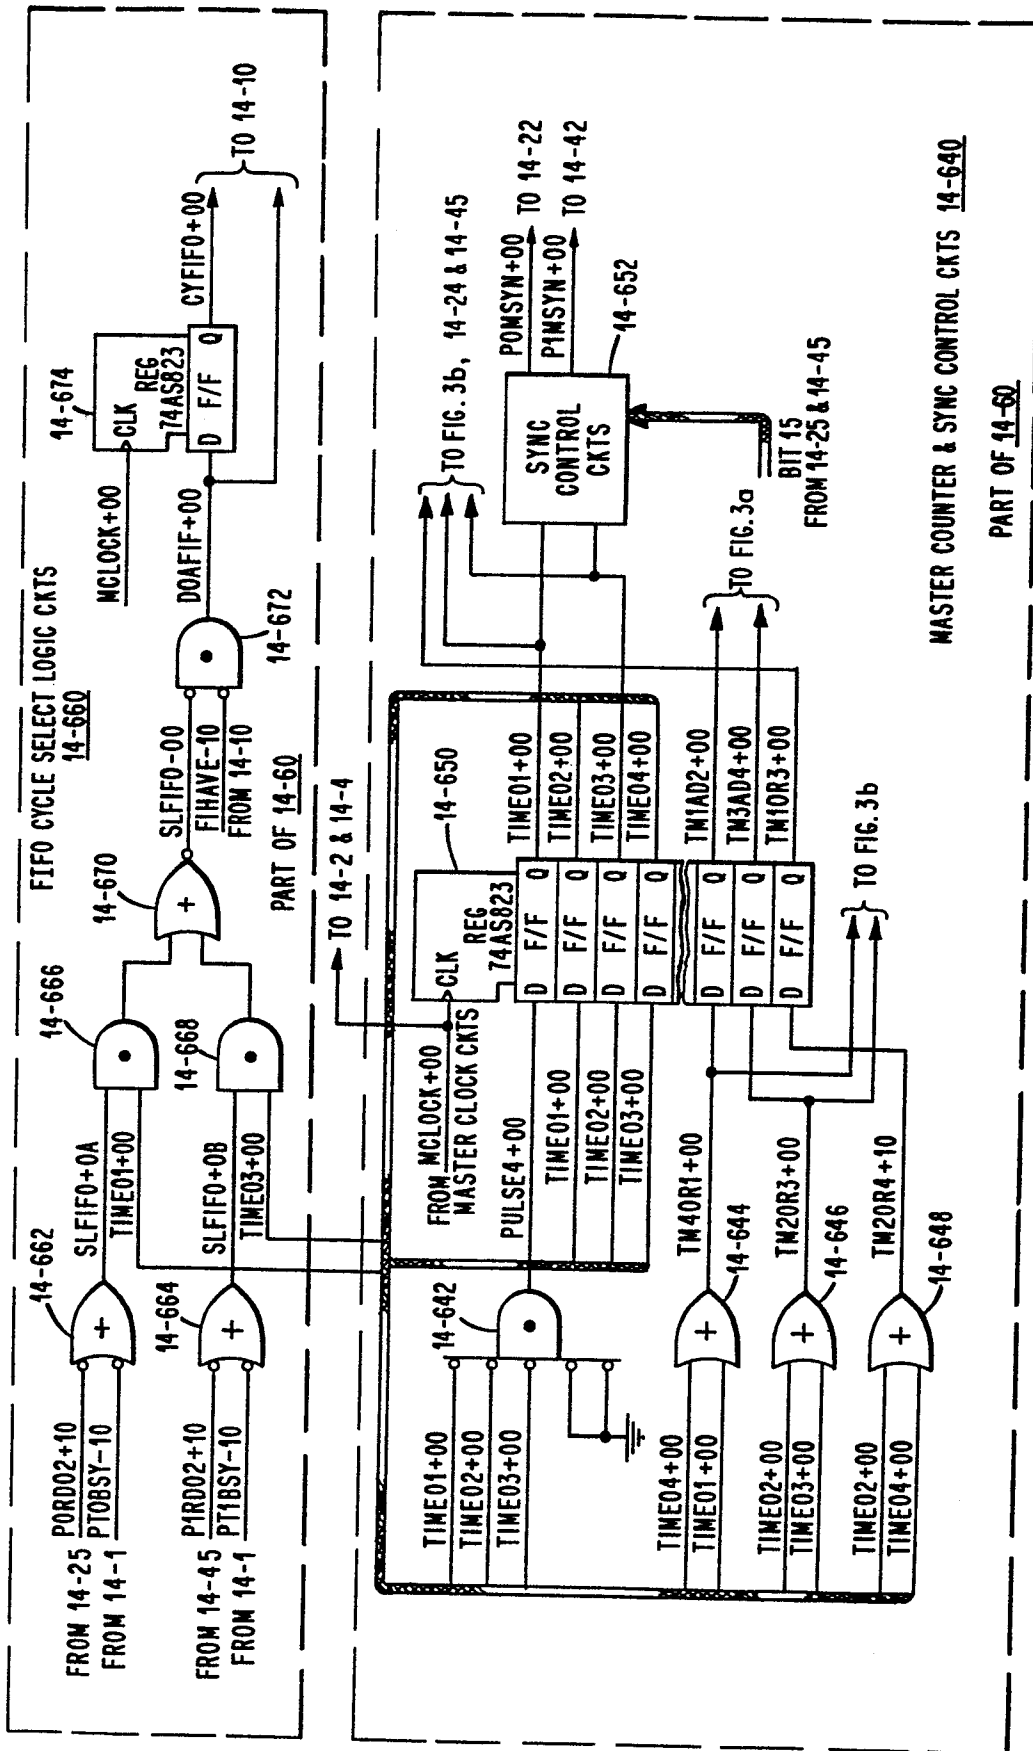 FIFO CYCLE SELECT LOGIC CKTS
14-660
FROM 14-25 P0RD02+10
FROM 14-1 PT0BSY-10
14-662
SLFIF0+0A
TIME01+00
14-666
FROM 14-45 P1RD02+10
FROM 14-1 PT1BSY-10
14-664
SLFIF0+0B
TIME03+00
14-668
14-670
SLFIF0-00
FIHAVE-10
FROM 14-10
14-672
DOAFIF+00
MCLOCK+00
14-674
CLK
REG
74AS823
D F/F Q
CYFIF0+00
TO 14-10
PART OF 14-60
TO 14-2 & 14-4
FROM MCLOCK+00
MASTER CLOCK CKTS
14-650
CLK
REG
74AS823
D F/F Q
D F/F Q
D F/F Q
D F/F Q
D F/F Q
D F/F Q
D F/F Q
TIME01+00
TIME02+00
TIME03+00
14-642
PULSE4+00
TIME01+00
TIME02+00
TIME03+00
TIME01+00
TIME02+00
TIME03+00
TIME04+00
TIME04+00
TIME01+00
14-644
TM4OR1+00
TIME02+00
TIME03+00
14-646
TM2OR3+00
TIME02+00
TIME04+00
14-648
TM2OR4+10
TM1AD2+00
TM3AD4+00
TM1OR3+00
TO FIG. 3b
TO FIG. 3a
TO FIG. 3b, 14-24 & 14-45
SYNC
CONTROL
CKTS
14-652
P0MSYN+00 TO 14-22
P1MSYN+00 TO 14-42
BIT 15
FROM 14-25 & 14-45
MASTER COUNTER & SYNC CONTROL CKTS 14-640
PART OF 14-60